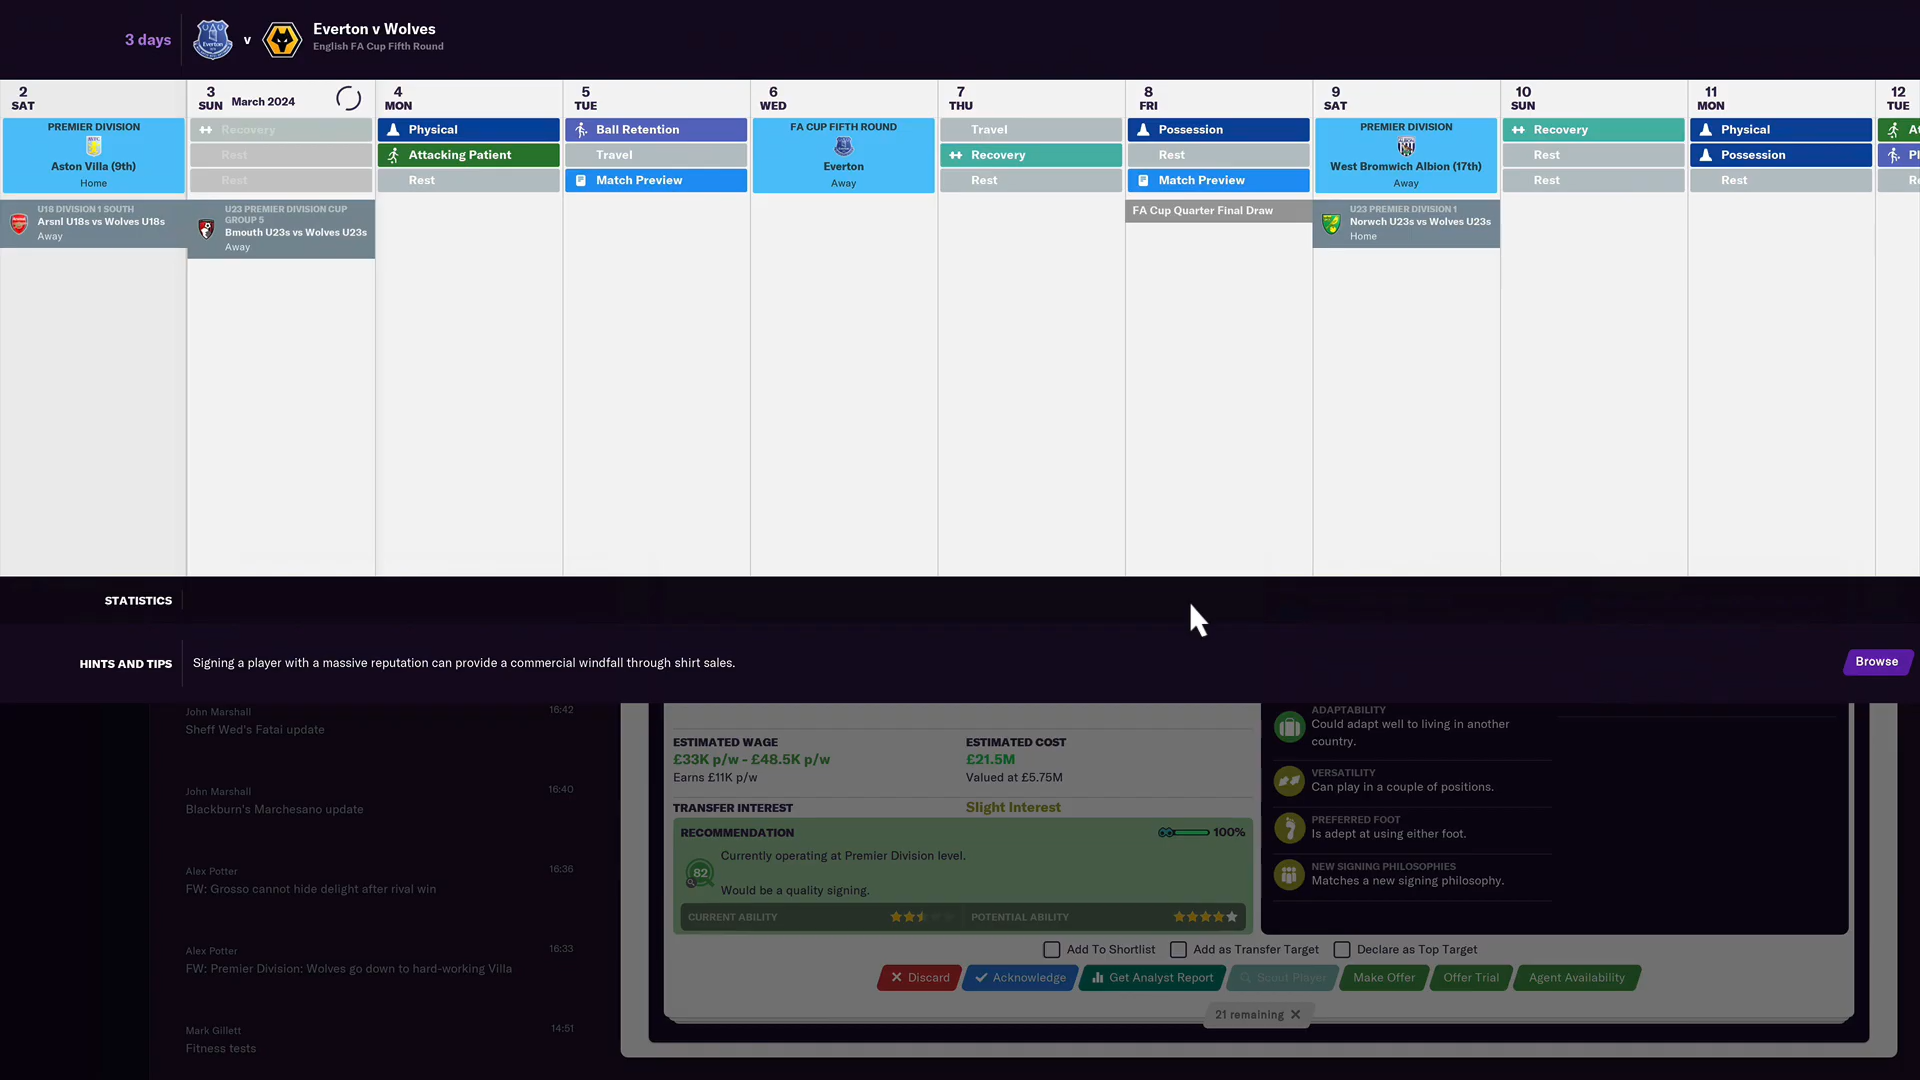 3 days
v
Everton v Wolves
English FA Cup Fifth Round
2
SAT
PREMIER DIVISION
Aston Villa (9th)
Home
U18 DIVISION 1 SOUTH
Arsnl U18s vs Wolves U18s
Away
3
SUN March 2024
Recovery
Rest
Rest
U23 PREMIER DIVISION CUP
GROUP 5
Bmouth U23s vs Wolves U23s
Away
4
MON
Physical
Attacking Patient
Rest
5
TUE
Ball Retention
Travel
Match Preview
6
WED
FA CUP FIFTH ROUND
Everton
Away
7
THU
Travel
Recovery
Rest
8
FRI
Possession
Rest
Match Preview
FA Cup Quarter Final Draw
9
SAT
PREMIER DIVISION
West Bromwich Albion (17th)
Away
U23 PREMIER DIVISION 1
Norwch U23s vs Wolves U23s
Home
10
SUN
Recovery
Rest
Rest
11
MON
Physical
Possession
Rest
12
TUE
STATISTICS
HINTS AND TIPS
Signing a player with a massive reputation can provide a commercial windfall through shirt sales.
Browse
John Marshall 16:42
Sheff Wed's Fatai update
John Marshall 16:40
Blackburn's Marchesano update
Alex Potter 16:36
FW: Grosso cannot hide delight after rival win
Alex Potter 16:33
FW: Premier Division: Wolves go down to hard-working Villa
Mark Gillett 14:51
Fitness tests
ESTIMATED WAGE
£33K p/w - £48.5K p/w
Earns £11K p/w
ESTIMATED COST
£21.5M
Valued at £5.75M
TRANSFER INTEREST Slight Interest
RECOMMENDATION 100%
Currently operating at Premier Division level.
82
Would be a quality signing.
CURRENT ABILITY
POTENTIAL ABILITY
ADAPTABILITY
Could adapt well to living in another
country.
VERSATILITY
Can play in a couple of positions.
PREFERRED FOOT
Is adept at using either foot.
NEW SIGNING PHILOSOPHIES
Matches a new signing philosophy.
Add To Shortlist
Add as Transfer Target
Declare as Top Target
Discard
Acknowledge
Get Analyst Report
Scout Player
Make Offer
Offer Trial
Agent Availability
21 remaining